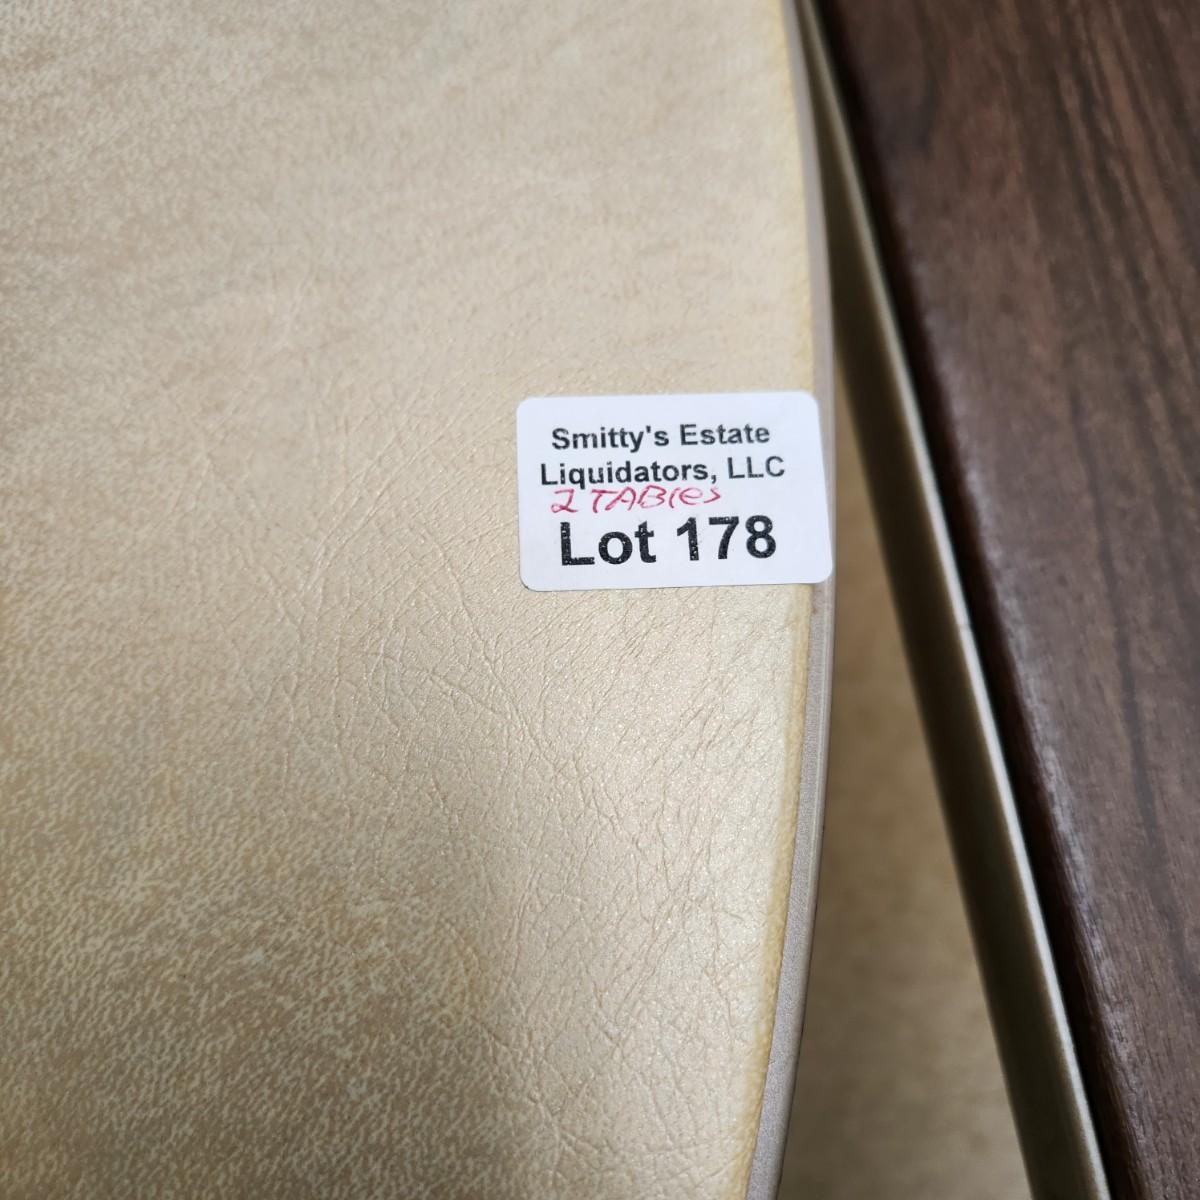 Smitty's Estate
Liquidators, LLC
2 TABles
Lot 178